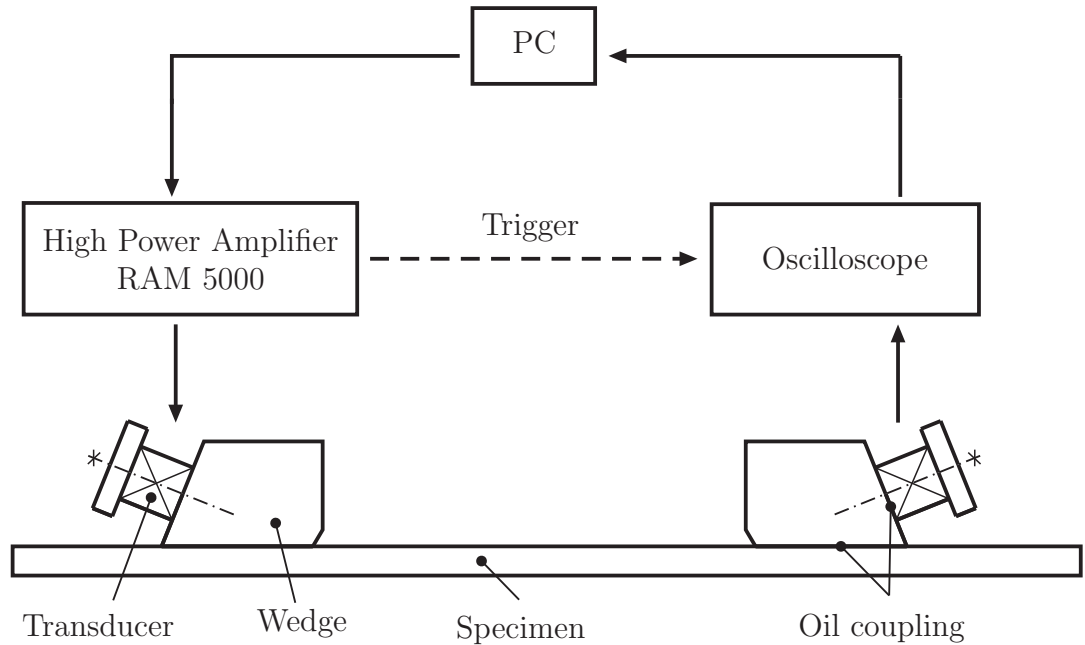 PC
High Power Amplifier
RAM 5000
Trigger
Oscilloscope
Transducer
Wedge
Specimen
Oil coupling